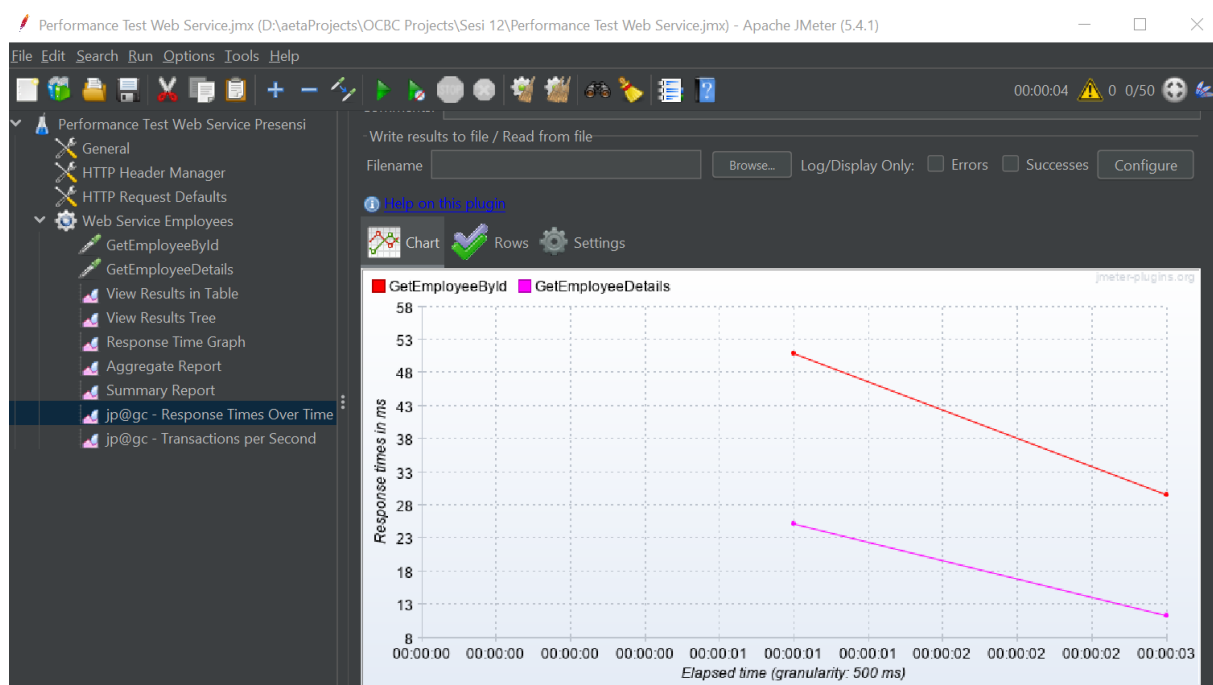 Performance Test Web Service.jmx (D:\aetaProjects\OCBC Projects\Sesi 12\Performance Test Web Service.jmx) - Apache JMeter (5.4.1)
File Edit Search Run Options Tools Help
STOP
00:00:04 0 0/50
Performance Test Web Service Presensi
General
HTTP Header Manager
HTTP Request Defaults
Web Service Employees
GetEmployeeById
GetEmployeeDetails
View Results in Table
View Results Tree
Response Time Graph
Aggregate Report
Summary Report
jp@gc - Response Times Over Time
jp@gc - Transactions per Second
Write results to file / Read from file
Filename Browse... Log/Display Only: Errors Successes Configure
Help on this plugin
Chart Rows Settings
jmeter-plugins.org
GetEmployeeById GetEmployeeDetails
58
53
48
43
38
33
28
23
18
13
8
Response times in ms
00:00:00 00:00:00 00:00:00 00:00:00 00:00:01 00:00:01 00:00:01 00:00:02 00:00:02 00:00:02 00:00:03
Elapsed time (granularity: 500 ms)